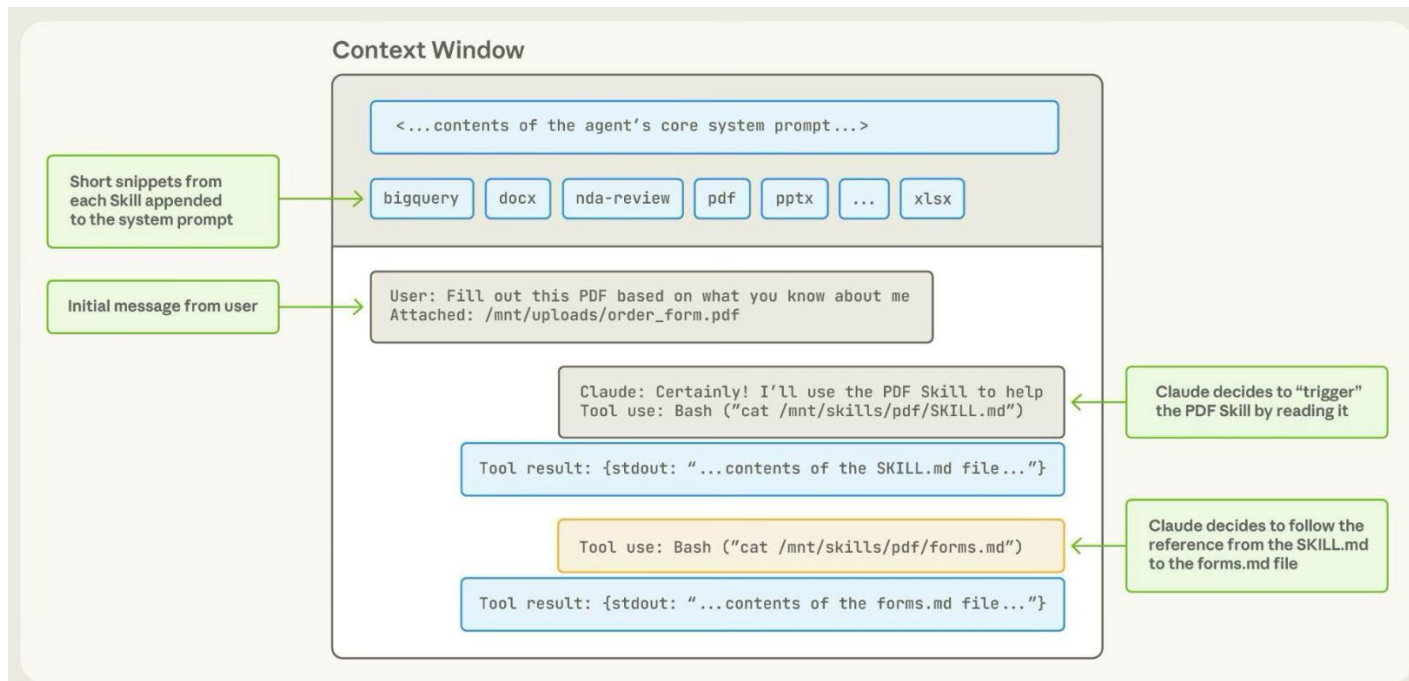 Context Window
<...contents of the agent’s core system prompt...>
Short snippets from
each Skill appended
to the system prompt
bigquery
docx
nda-review
pdf
pptx
...
xlsx
Initial message from user
User: Fill out this PDF based on what you know about me
Attached: /mnt/uploads/order_form.pdf
Claude: Certainly! I’ll use the PDF Skill to help
Tool use: Bash (”cat /mnt/skills/pdf/SKILL.md”)
Claude decides to “trigger”
the PDF Skill by reading it
Tool result: {stdout: “...contents of the SKILL.md file...”}
Tool use: Bash (”cat /mnt/skills/pdf/forms.md”)
Claude decides to follow the
reference from the SKILL.md
to the forms.md file
Tool result: {stdout: “...contents of the forms.md file...”}